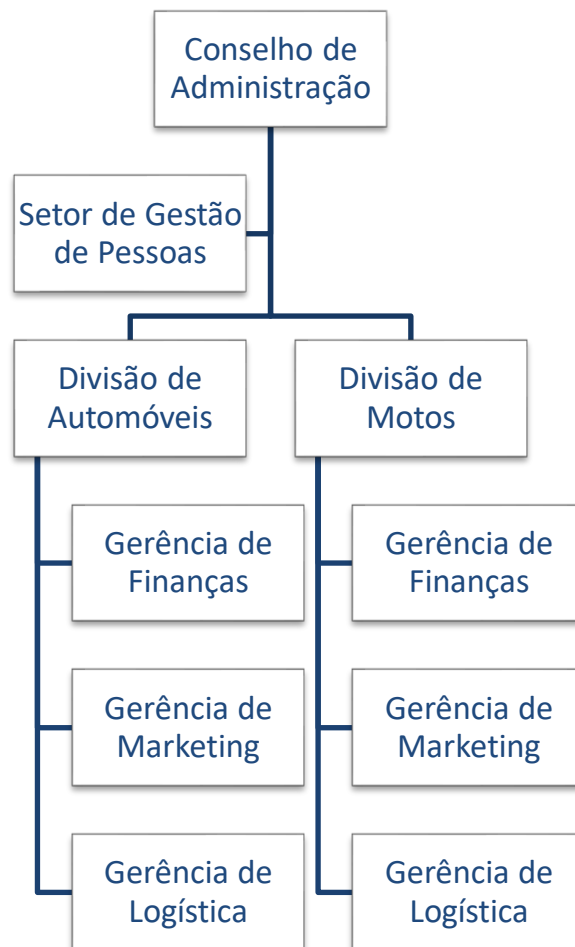 Conselho de
Administração
Setor de Gestão
de Pessoas
Divisão de
Automóveis
Divisão de
Motos
Gerência de
Finanças
Gerência de
Finanças
Gerência de
Marketing
Gerência de
Marketing
Gerência de
Logística
Gerência de
Logística